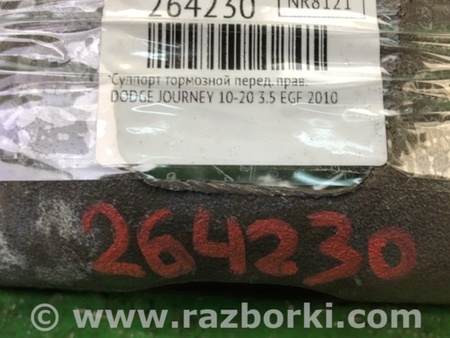 264230 NR8121
*Суппорт тормозной перед. прав.
DODGE JOURNEY 10-20 3.5 EGF 2010
264230
© www.razborki.com